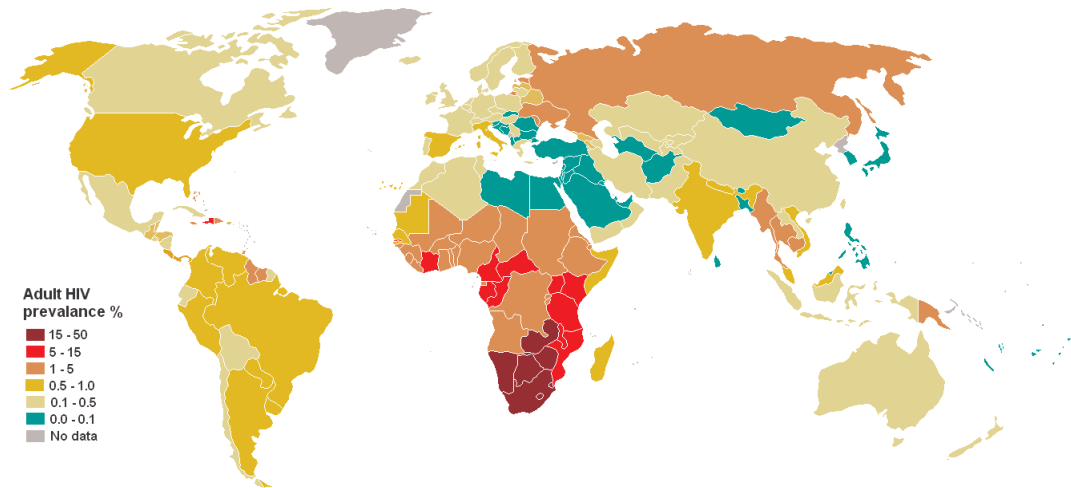 Adult HIV
prevalance %
15 - 50
5 - 15
1 - 5
0.5 - 1.0
0.1 - 0.5
0.0 - 0.1
No data